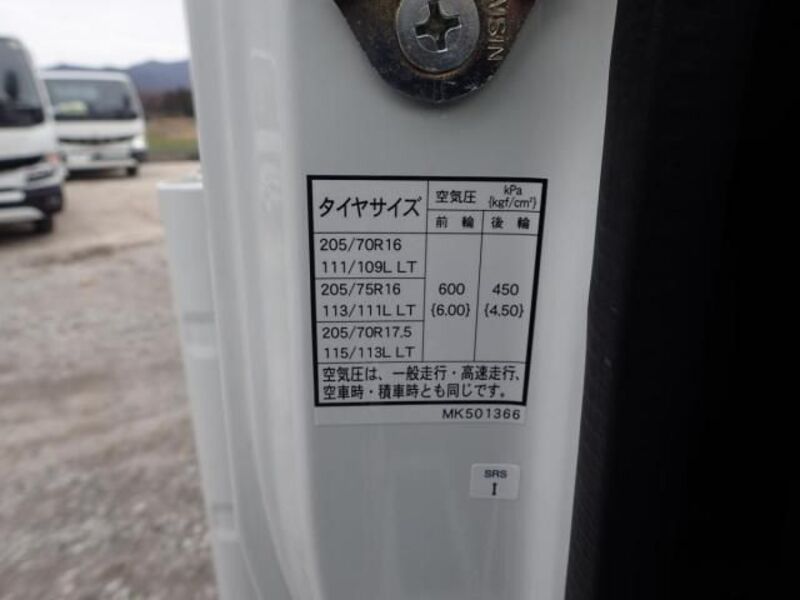 AISIN
タイヤサイズ
空気圧
kPa
{kgf/cm²}
前 輪
後 輪
205/70R16
111/109L LT
205/75R16
113/111L LT
205/70R17.5
115/113L LT
600
{6.00}
450
{4.50}
空気圧は、一般走行・高速走行、
空車時・積車時とも同じです。
MK501366
SRS
I